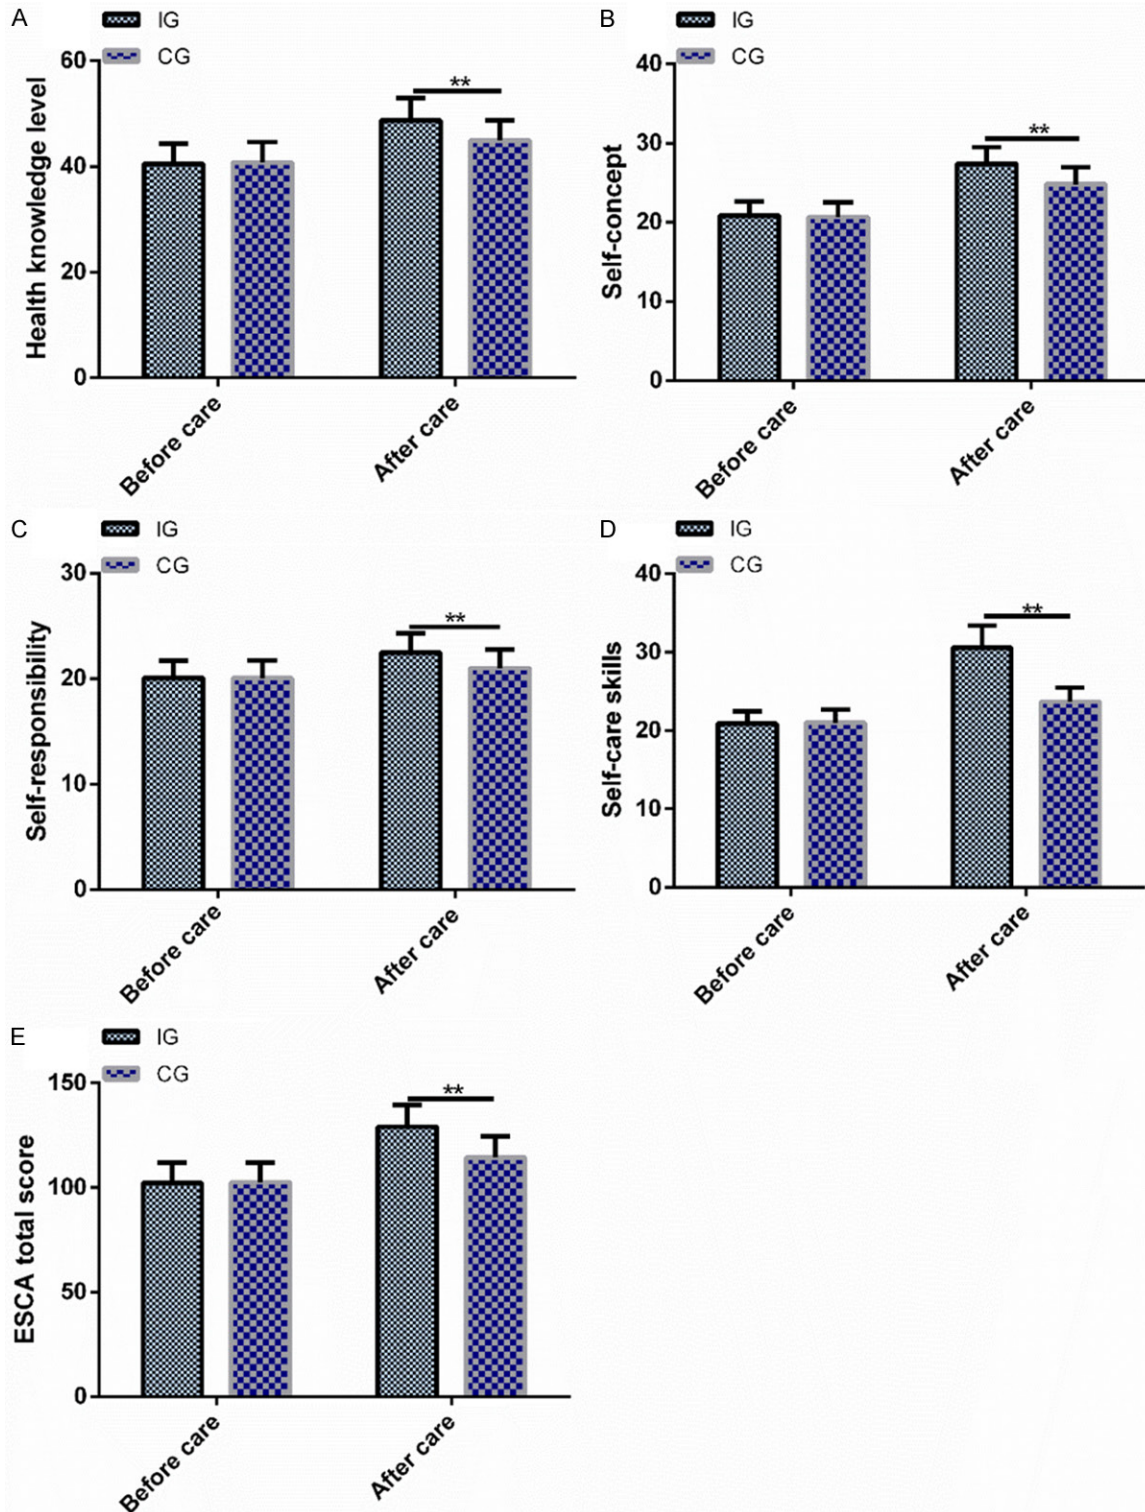 A
IG
CG
Health knowledge level
60
40
20
0
**
Before care
After care
B
IG
CG
Self-concept
40
30
20
10
0
**
Before care
After care
C
IG
CG
Self-responsibility
30
20
10
0
**
Before care
After care
D
IG
CG
Self-care skills
40
30
20
10
0
**
Before care
After care
E
IG
CG
ESCA total score
150
100
50
0
**
Before care
After care